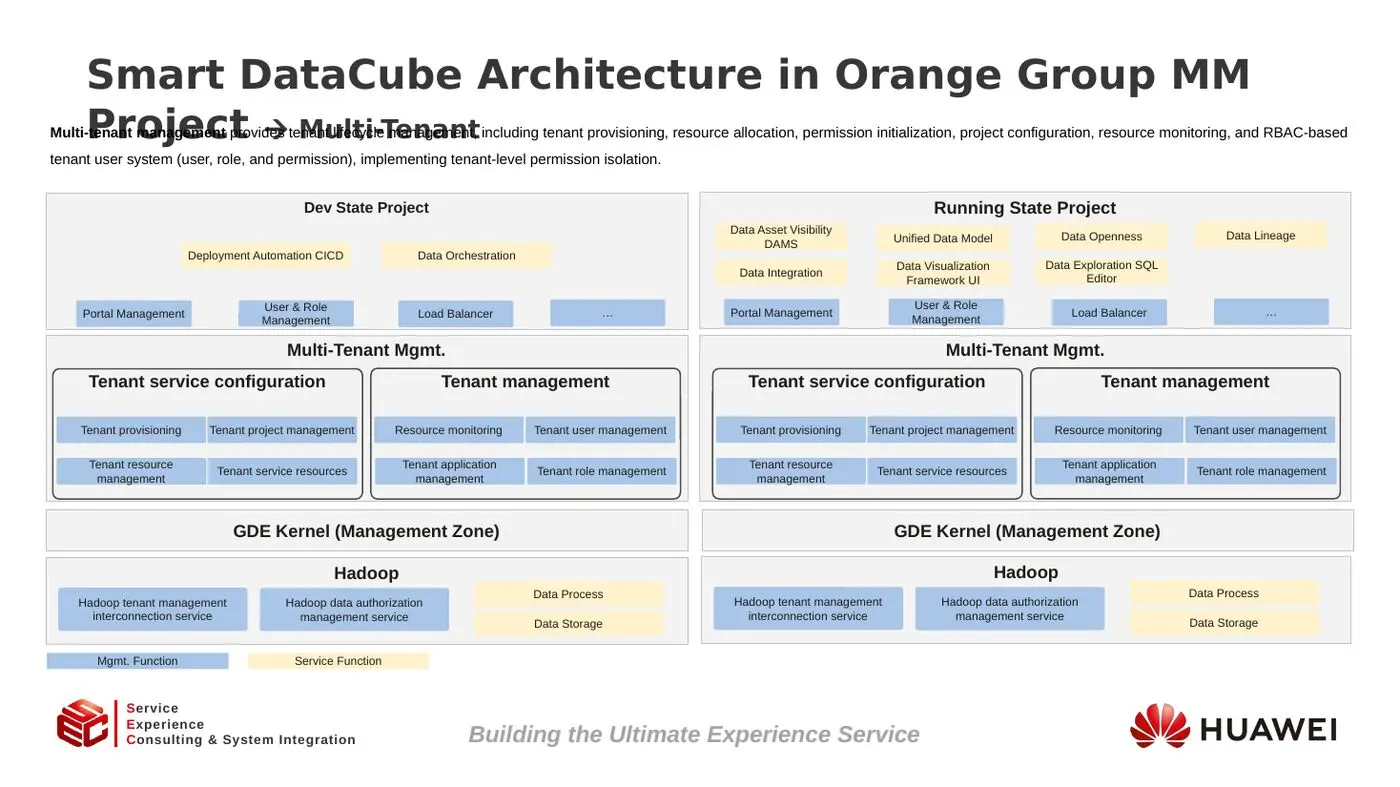 Smart DataCube Architecture in Orange Group MM
Project → Multi-Tenant
Multi-tenant management provides tenant lifecycle management, including tenant provisioning, resource allocation, permission initialization, project configuration, resource monitoring, and RBAC-based
tenant user system (user, role, and permission), implementing tenant-level permission isolation.
Dev State Project
Deployment Automation CICD
Data Orchestration
Portal Management
User & Role
Management
Load Balancer
...
Running State Project
Data Asset Visibility
DAMS
Unified Data Model
Data Openness
Data Lineage
Data Integration
Data Visualization
Framework UI
Data Exploration SQL
Editor
Portal Management
User & Role
Management
Load Balancer
...
Multi-Tenant Mgmt.
Tenant service configuration
Tenant provisioning
Tenant project management
Tenant resource
management
Tenant service resources
Tenant management
Resource monitoring
Tenant user management
Tenant application
management
Tenant role management
Multi-Tenant Mgmt.
Tenant service configuration
Tenant provisioning
Tenant project management
Tenant resource
management
Tenant service resources
Tenant management
Resource monitoring
Tenant user management
Tenant application
management
Tenant role management
GDE Kernel (Management Zone)
GDE Kernel (Management Zone)
Hadoop
Hadoop tenant management
interconnection service
Hadoop data authorization
management service
Data Process
Data Storage
Hadoop
Hadoop tenant management
interconnection service
Hadoop data authorization
management service
Data Process
Data Storage
Mgmt. Function
Service Function
SEC
Service
Experience
Consulting & System Integration
Building the Ultimate Experience Service
HUAWEI